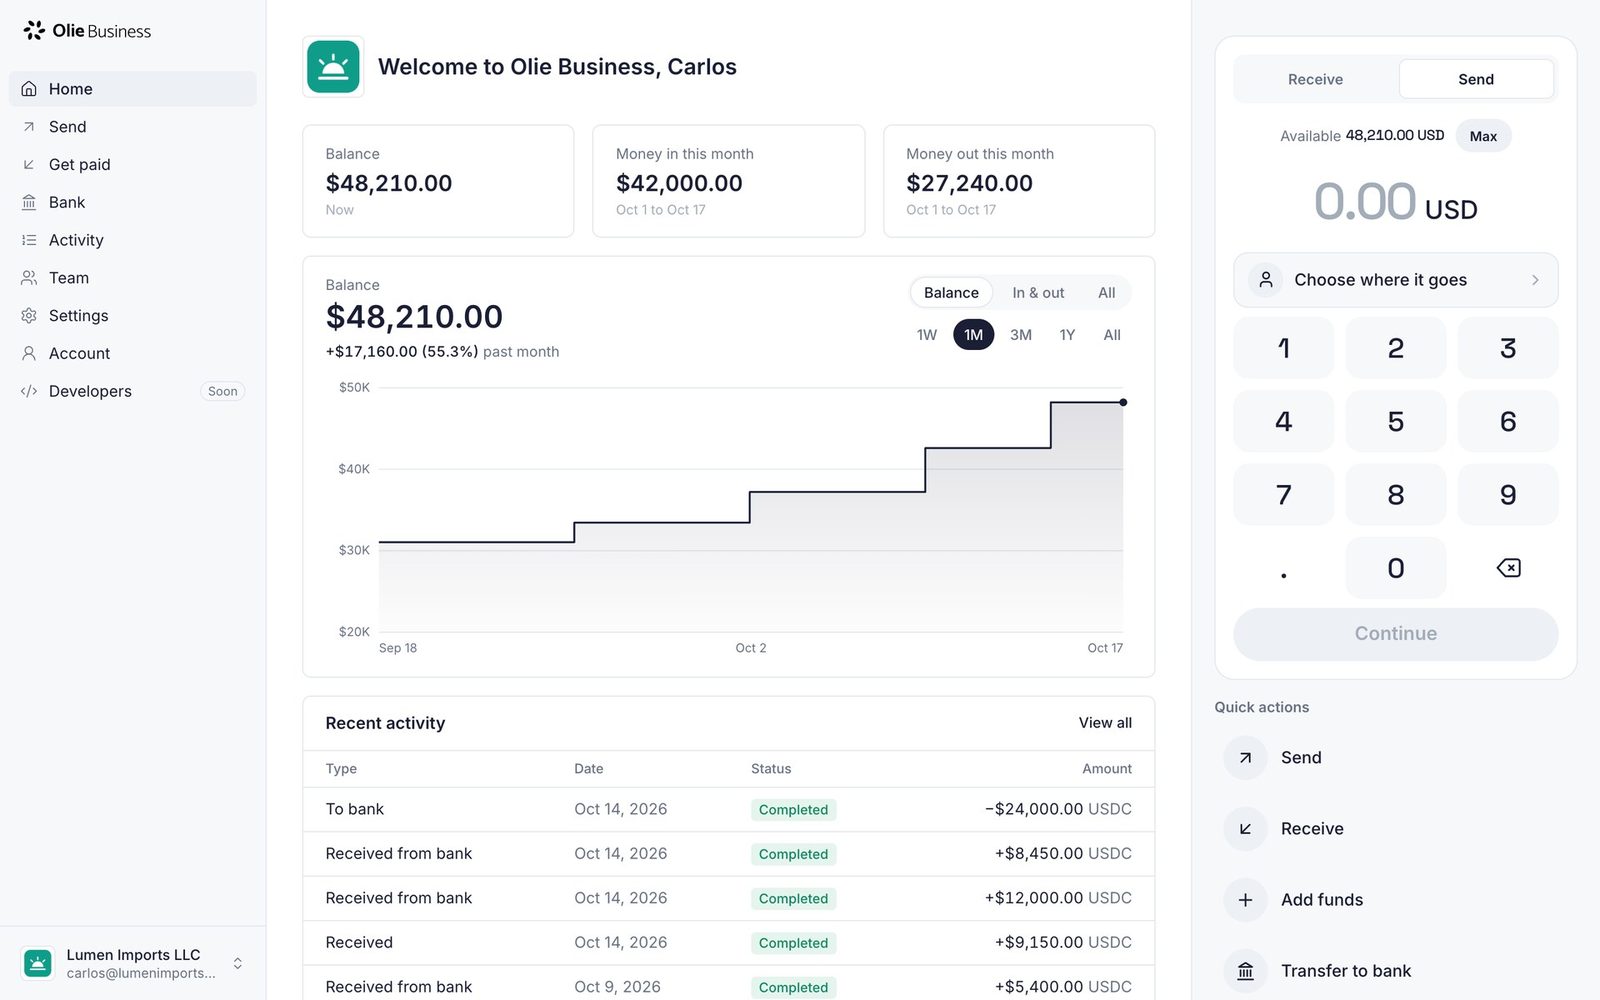 Olie Business
Home
Send
Get paid
Bank
Activity
Team
Settings
Account
Developers Soon
Lumen Imports LLC
carlos@lumenimports...
Welcome to Olie Business, Carlos
Balance
$48,210.00
Now
Money in this month
$42,000.00
Oct 1 to Oct 17
Money out this month
$27,240.00
Oct 1 to Oct 17
Balance
$48,210.00
+$17,160.00 (55.3%) past month
Balance In & out All
1W 1M 3M 1Y All
$50K
$40K
$30K
$20K
Sep 18 Oct 2 Oct 17
Recent activity View all
Type Date Status Amount
To bank Oct 14, 2026 Completed −$24,000.00 USDC
Received from bank Oct 14, 2026 Completed +$8,450.00 USDC
Received from bank Oct 14, 2026 Completed +$12,000.00 USDC
Received Oct 14, 2026 Completed +$9,150.00 USDC
Received from bank Oct 9, 2026 Completed +$5,400.00 USDC
Receive Send
Available 48,210.00 USD Max
0.00 USD
Choose where it goes
1 2 3
4 5 6
7 8 9
. 0
Continue
Quick actions
Send
Receive
Add funds
Transfer to bank